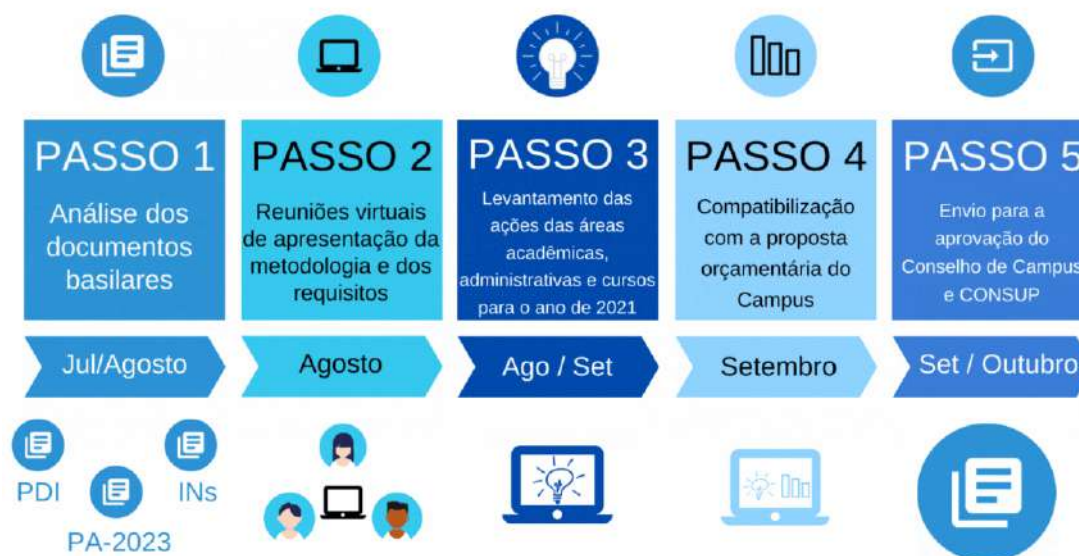 PASSO 1
Análise dos
documentos
basilares
PASSO 2
Reuniões virtuais
de apresentação da
metodologia e dos
requisitos
PASSO 3
Levantamento das
ações das áreas
acadêmicas,
administrativas e cursos
para o ano de 2021
PASSO 4
Compatibilização
com a proposta
orçamentária do
Campus
PASSO 5
Envio para a
aprovação do
Conselho de Campus
e CONSUP
Jul/Agosto
Agosto
Ago / Set
Setembro
Set / Outubro
PDI
INs
PA-2023